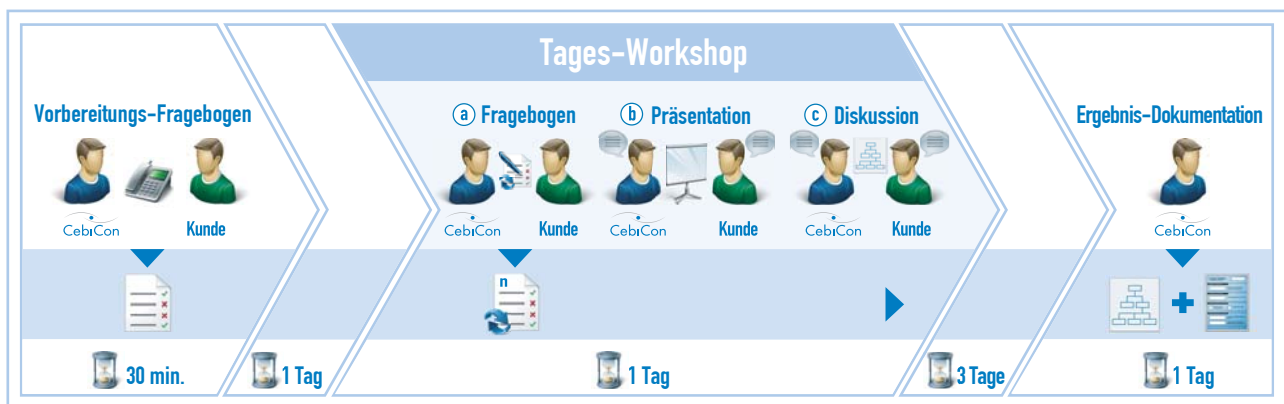 Tages-Workshop
Vorbereitungs-Fragebogen
a Fragebogen
b Präsentation
c Diskussion
Ergebnis-Dokumentation
CebiCon Kunde
CebiCon Kunde
CebiCon Kunde
CebiCon Kunde
CebiCon
n
30 min.
1 Tag
1 Tag
3 Tage
1 Tag